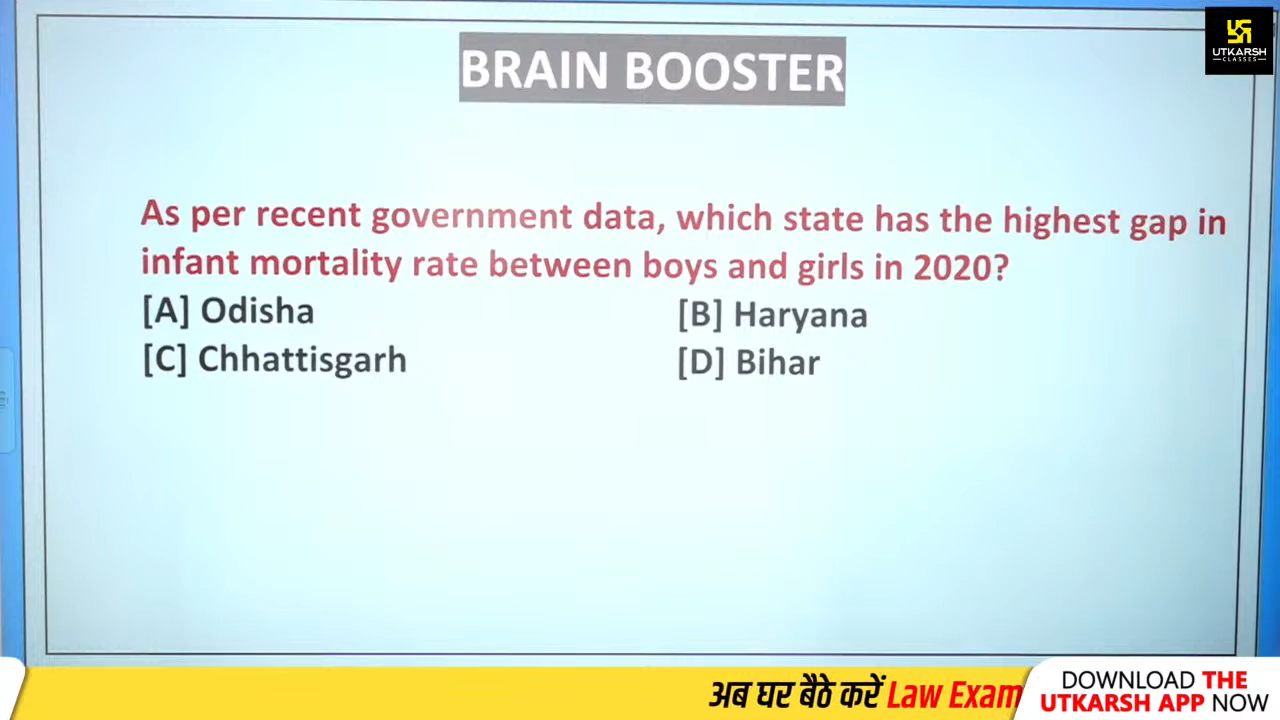 UTKARSH
CLASSES
BRAIN BOOSTER
As per recent government data, which state has the highest gap in
infant mortality rate between boys and girls in 2020?
[A] Odisha [B] Haryana
[C] Chhattisgarh [D] Bihar
अब घर बैठे करें Law Exam
DOWNLOAD THE
UTKARSH APP NOW